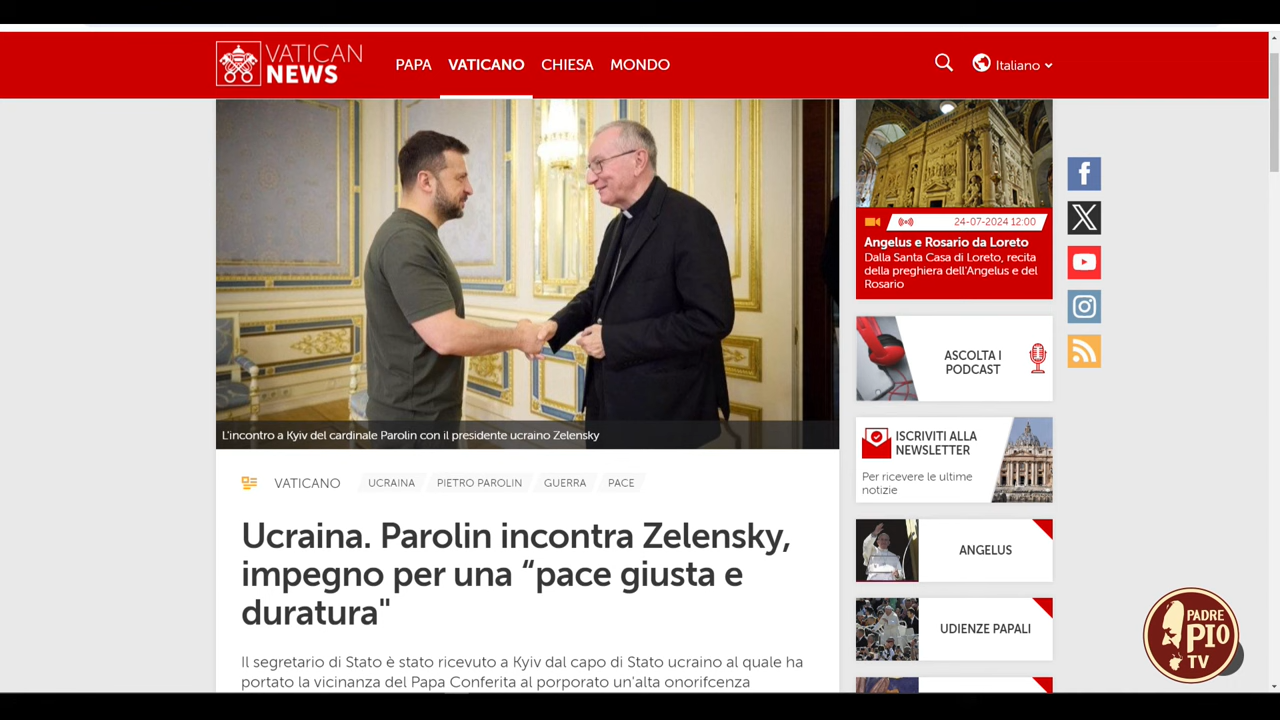 VATICAN
NEWS
PAPA
VATICANO
CHIESA
MONDO
Italiano
L'incontro a Kyiv del cardinale Parolin con il presidente ucraino Zelensky
VATICANO
UCRAINA
PIETRO PAROLIN
GUERRA
PACE
Ucraina. Parolin incontra Zelensky,
impegno per una “pace giusta e
duratura"
Il segretario di Stato è stato ricevuto a Kyiv dal capo di Stato ucraino al quale ha
portato la vicinanza del Papa Conferita al porporato un'alta onorifcenza
24-07-2024 12:00
Angelus e Rosario da Loreto
Dalla Santa Casa di Loreto, recita
della preghiera dell'Angelus e del
Rosario
ASCOLTA I
PODCAST
ISCRIVITI ALLA
NEWSLETTER
Per ricevere le ultime
notizie
ANGELUS
UDIENZE PAPALI
PADRE
PIO
TV